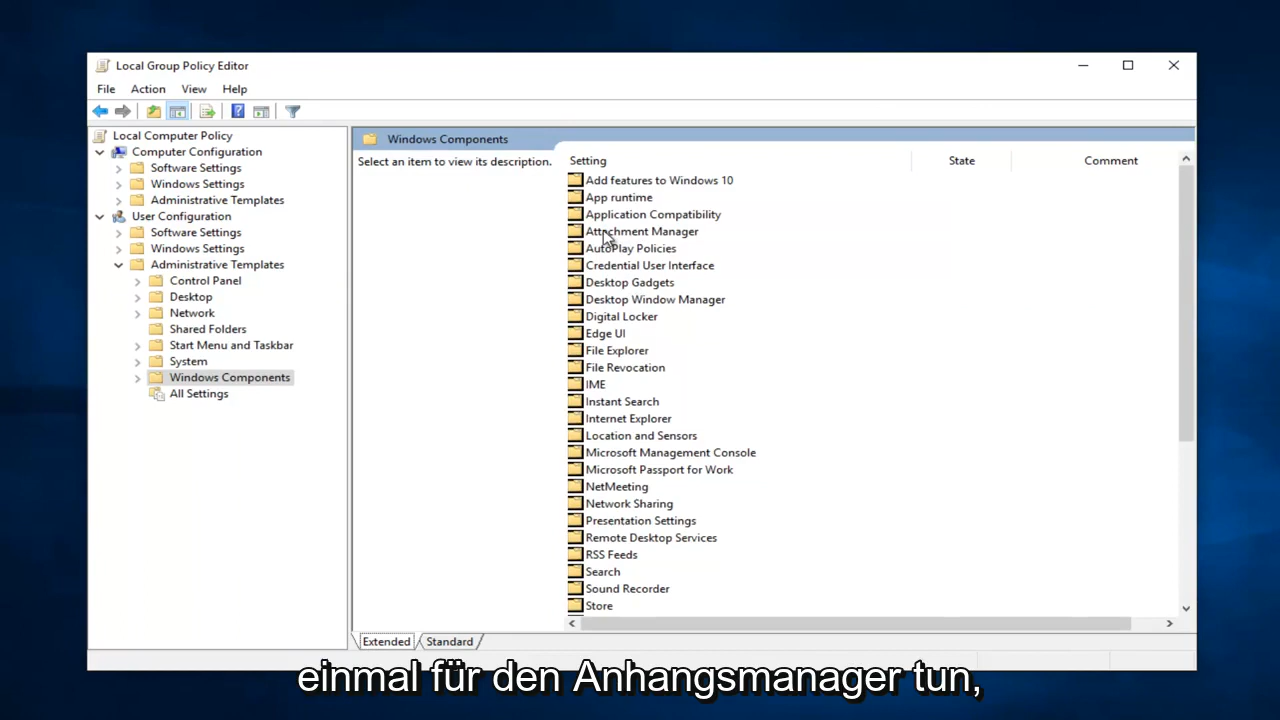 Local Group Policy Editor
File Action View Help
Local Computer Policy
Computer Configuration
Software Settings
Windows Settings
Administrative Templates
User Configuration
Software Settings
Windows Settings
Administrative Templates
Control Panel
Desktop
Network
Shared Folders
Start Menu and Taskbar
System
Windows Components
All Settings
Windows Components
Select an item to view its description.
Setting State Comment
Add features to Windows 10
App runtime
Application Compatibility
Attachment Manager
AutoPlay Policies
Credential User Interface
Desktop Gadgets
Desktop Window Manager
Digital Locker
Edge UI
File Explorer
File Revocation
IME
Instant Search
Internet Explorer
Location and Sensors
Microsoft Management Console
Microsoft Passport for Work
NetMeeting
Network Sharing
Presentation Settings
Remote Desktop Services
RSS Feeds
Search
Sound Recorder
Store
Extended Standard
einmal für den Anhangsmanager tun,